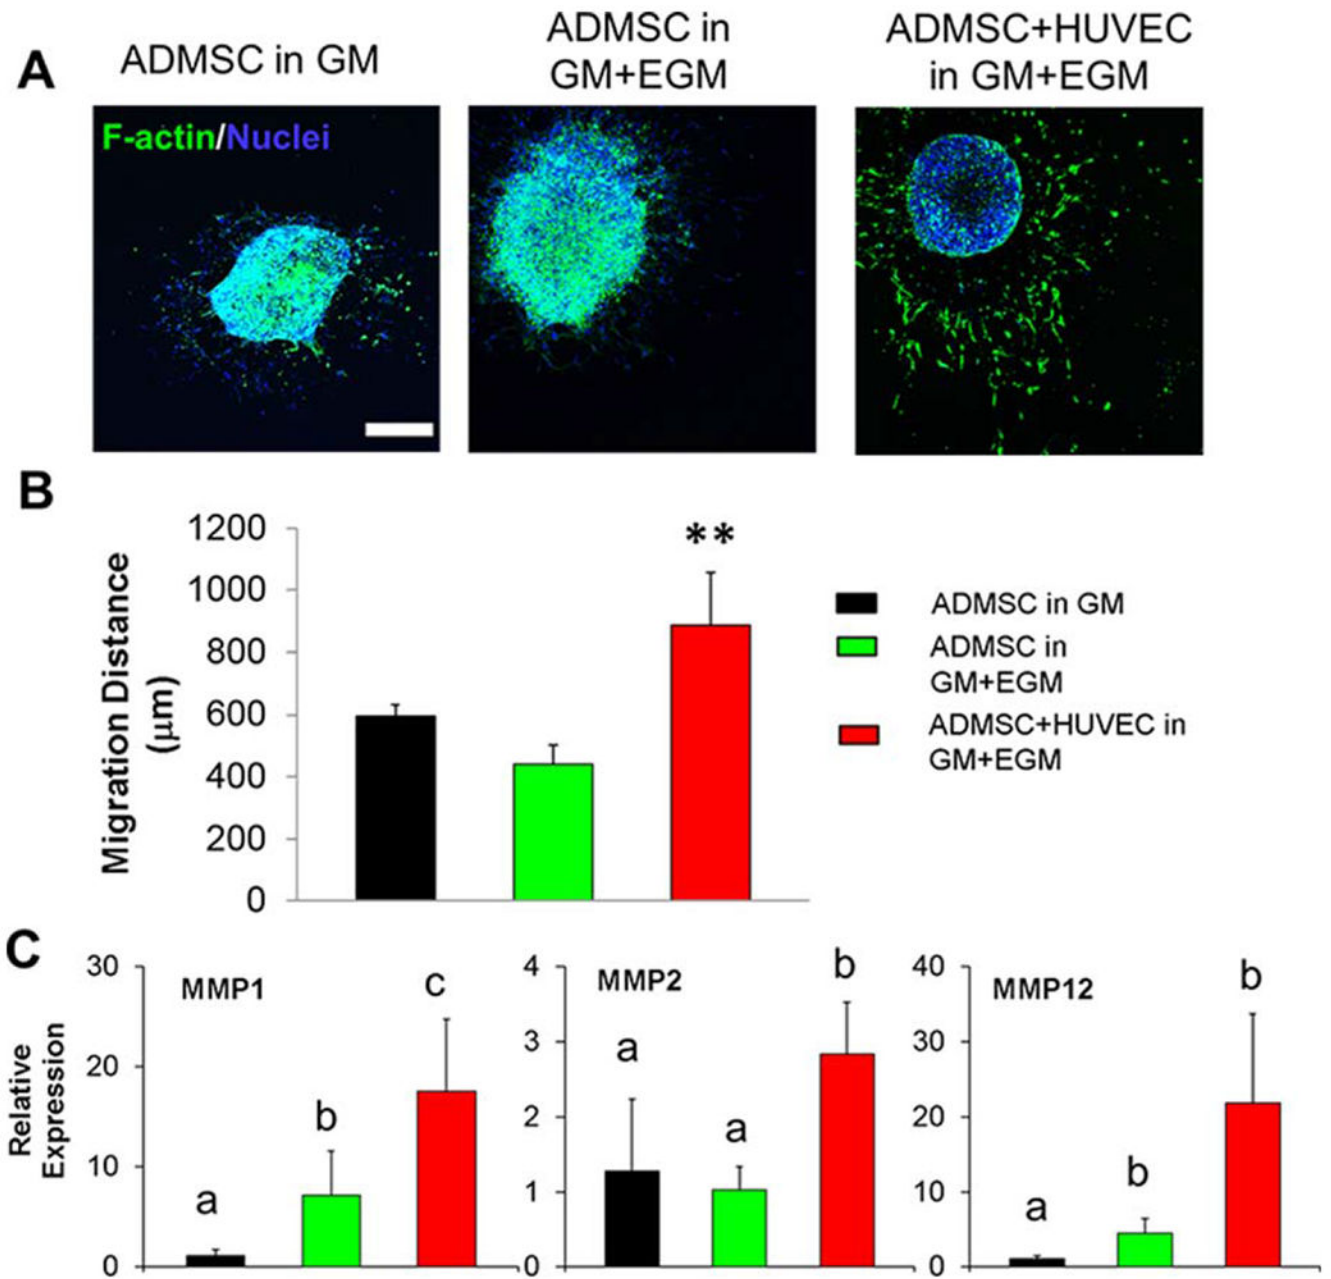 A
ADMSC in GM
ADMSC in
GM+EGM
ADMSC+HUVEC
in GM+EGM
F-actin/Nuclei
B
Migration Distance
(μm)
1200
1000
800
600
400
200
0
**
ADMSC in GM
ADMSC in
GM+EGM
ADMSC+HUVEC in
GM+EGM
C
Relative
Expression
30
20
10
0
MMP1
a
b
c
4
3
2
1
0
MMP2
a
a
b
40
30
20
10
0
MMP12
a
b
b